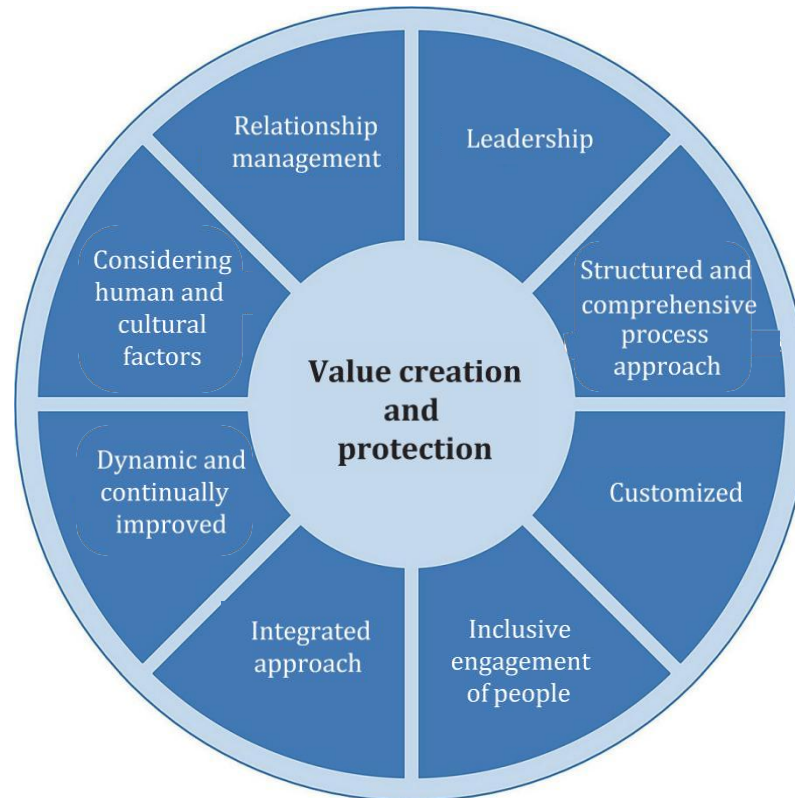 Relationship
management
Leadership
Structured and
comprehensive
process
approach
Customized
Inclusive
engagement
of people
Integrated
approach
Dynamic and
continually
improved
Considering
human and
cultural
factors
Value creation
and
protection